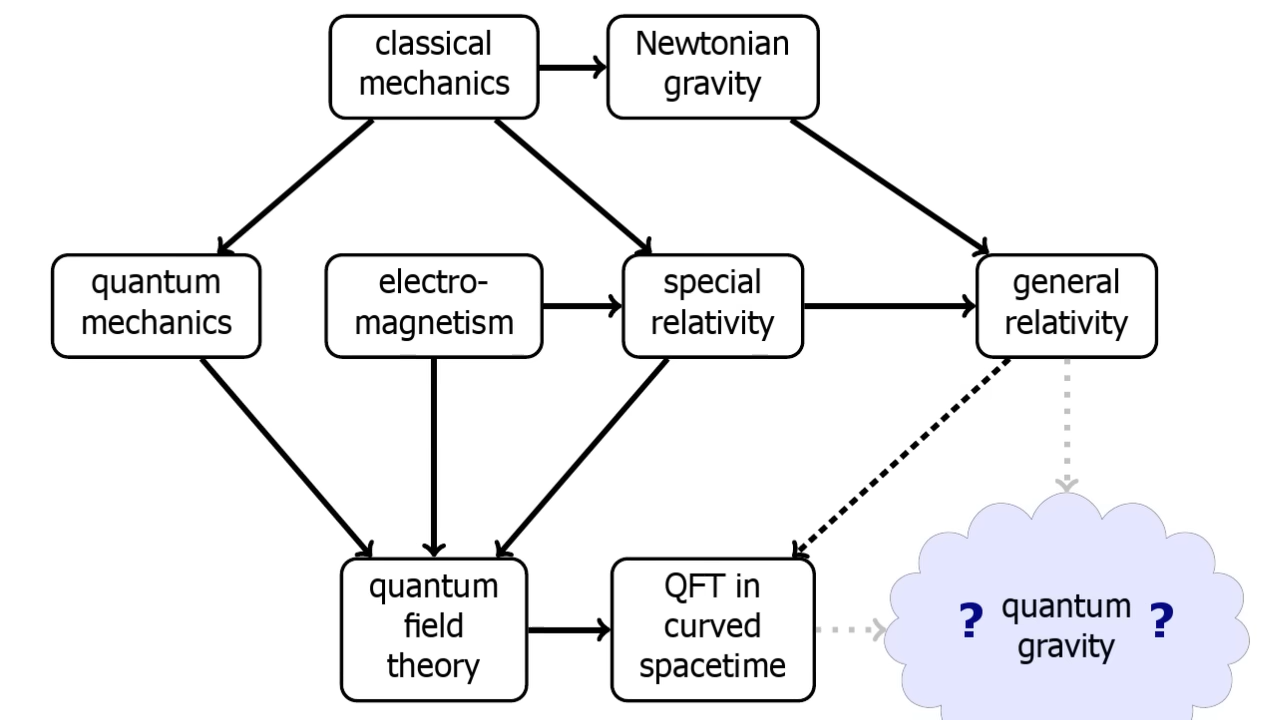 classical
mechanics
Newtonian
gravity
quantum
mechanics
electro-
magnetism
special
relativity
general
relativity
quantum
field
theory
QFT in
curved
spacetime
? quantum ?
gravity